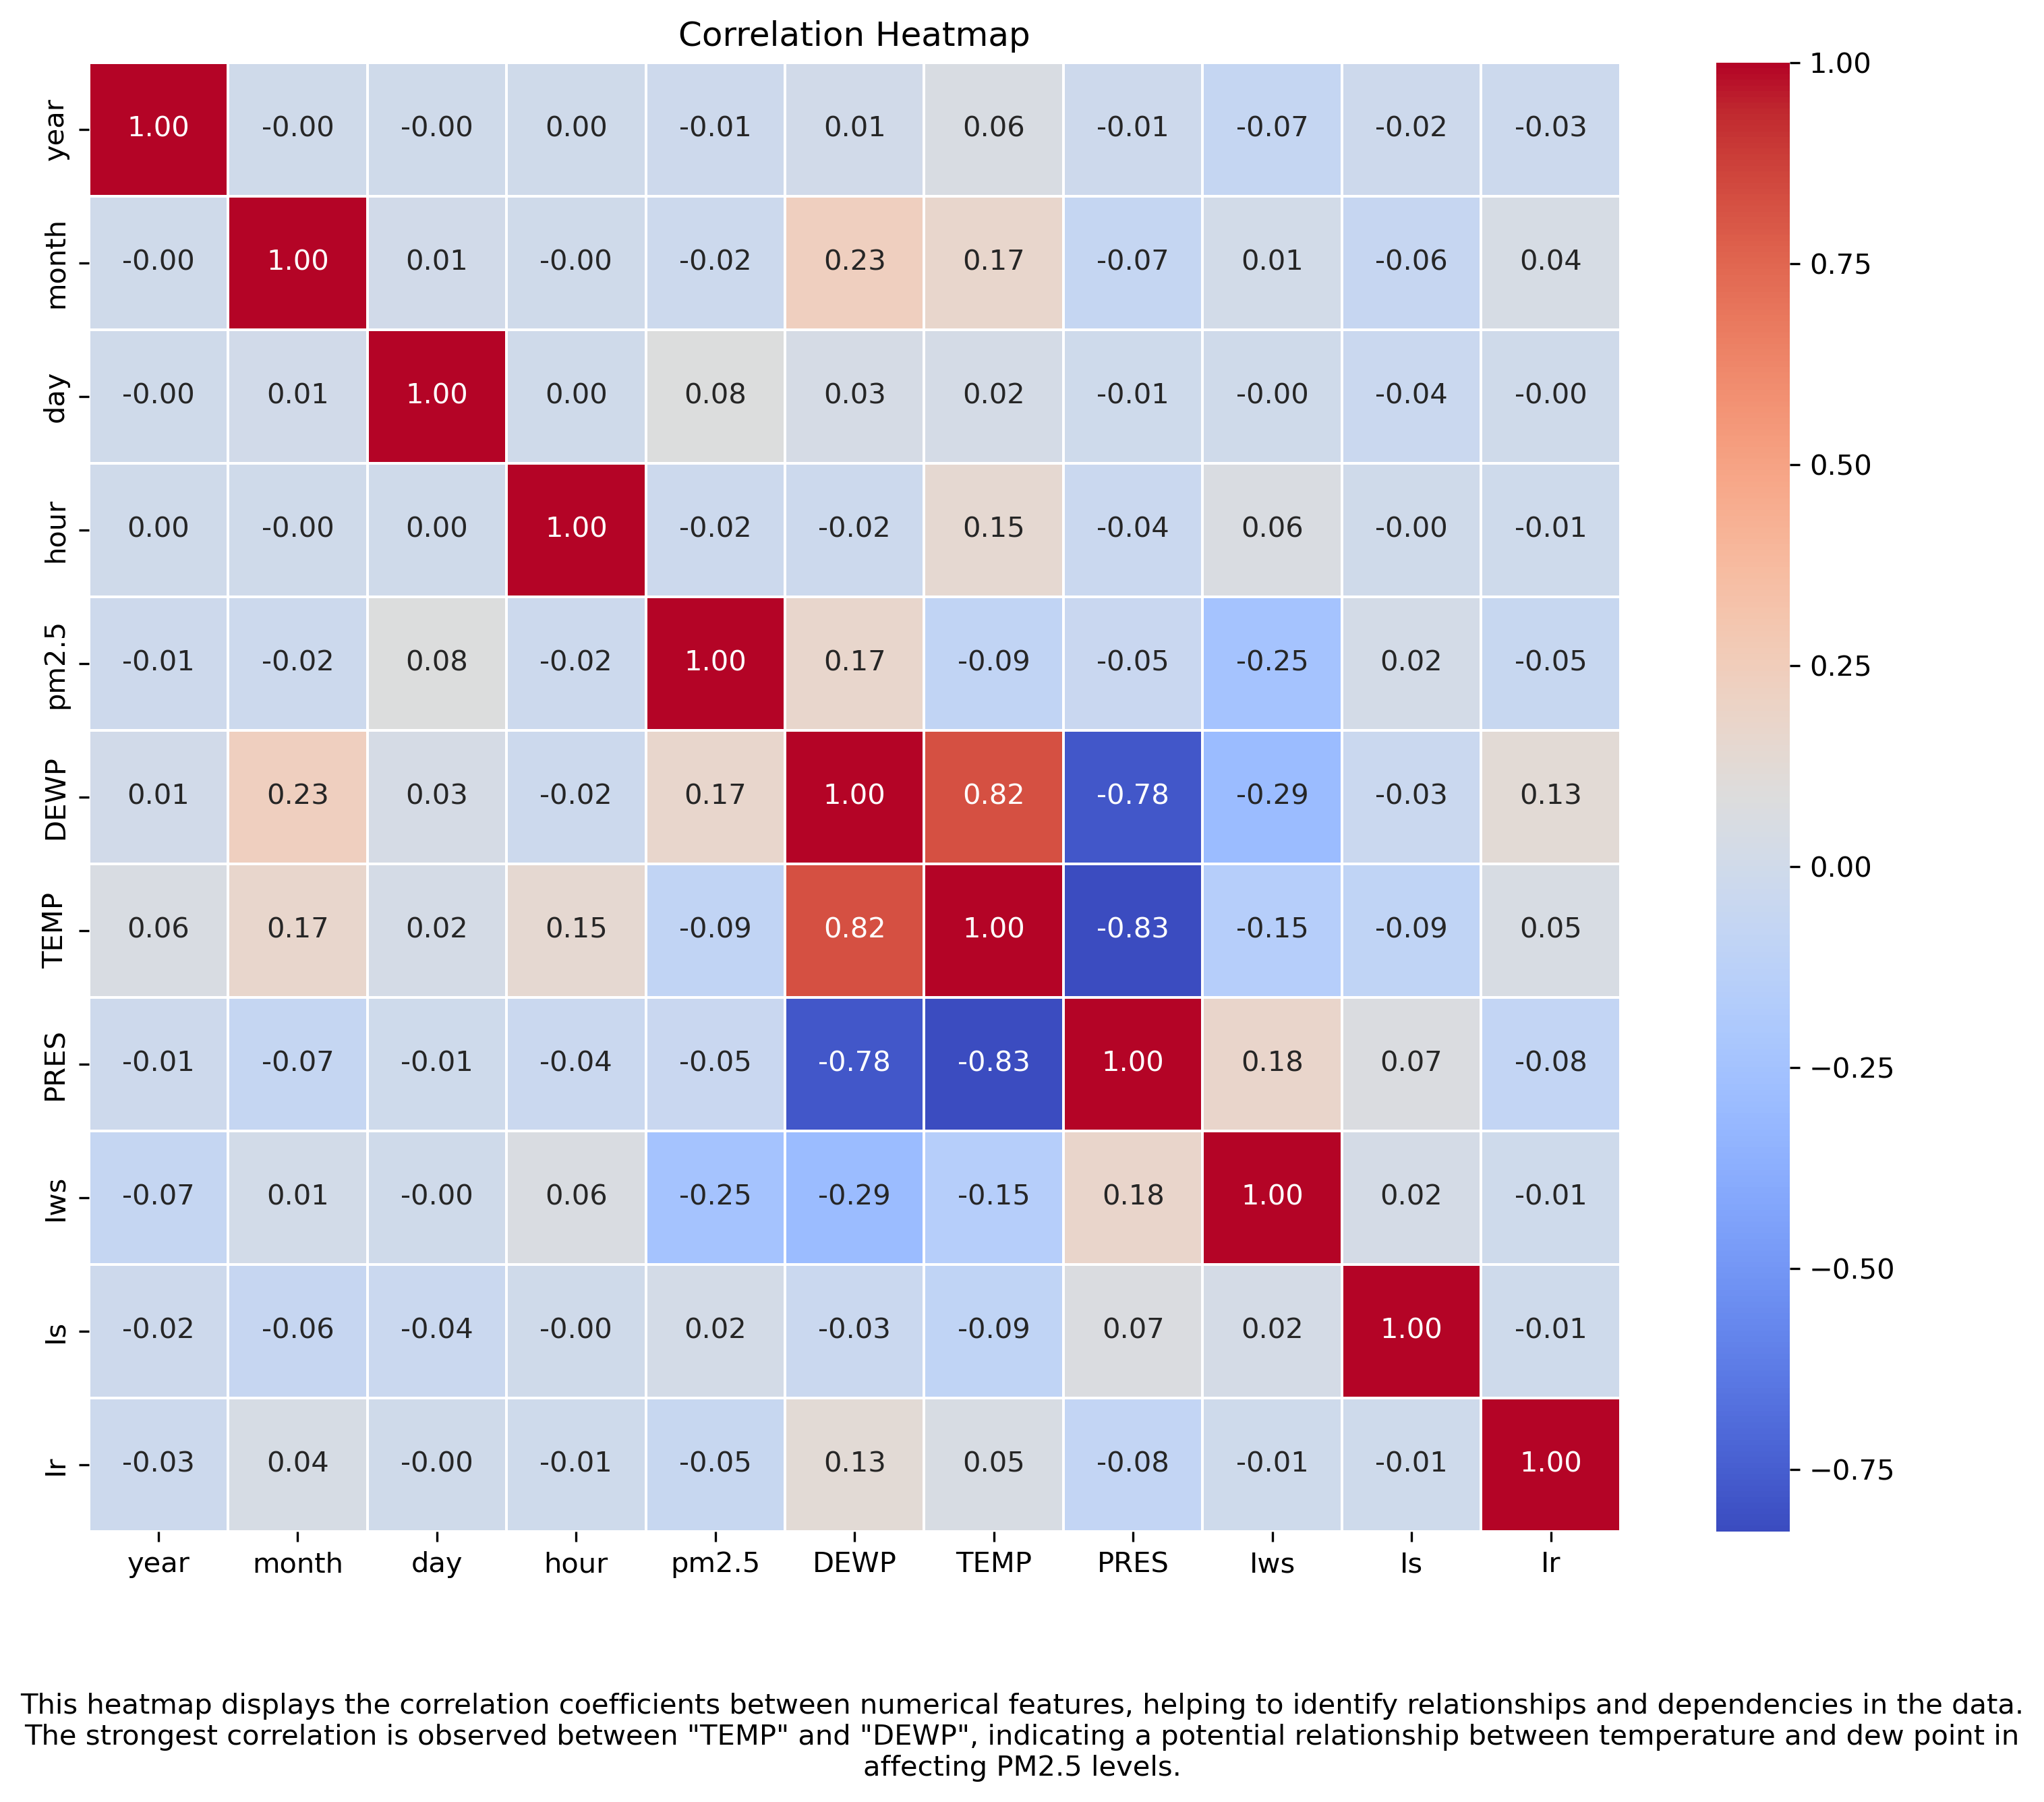 Correlation Heatmap
year 1.00 -0.00 -0.00 0.00 -0.01 0.01 0.06 -0.01 -0.07 -0.02 -0.03
month -0.00 1.00 0.01 -0.00 -0.02 0.23 0.17 -0.07 0.01 -0.06 0.04
day -0.00 0.01 1.00 0.00 0.08 0.03 0.02 -0.01 -0.00 -0.04 -0.00
hour 0.00 -0.00 0.00 1.00 -0.02 -0.02 0.15 -0.04 0.06 -0.00 -0.01
pm2.5 -0.01 -0.02 0.08 -0.02 1.00 0.17 -0.09 -0.05 -0.25 0.02 -0.05
DEWP 0.01 0.23 0.03 -0.02 0.17 1.00 0.82 -0.78 -0.29 -0.03 0.13
TEMP 0.06 0.17 0.02 0.15 -0.09 0.82 1.00 -0.83 -0.15 -0.09 0.05
PRES -0.01 -0.07 -0.01 -0.04 -0.05 -0.78 -0.83 1.00 0.18 0.07 -0.08
Iws -0.07 0.01 -0.00 0.06 -0.25 -0.29 -0.15 0.18 1.00 0.02 -0.01
Is -0.02 -0.06 -0.04 -0.00 0.02 -0.03 -0.09 0.07 0.02 1.00 -0.01
Ir -0.03 0.04 -0.00 -0.01 -0.05 0.13 0.05 -0.08 -0.01 -0.01 1.00
year month day hour pm2.5 DEWP TEMP PRES Iws Is Ir
1.00
0.75
0.50
0.25
0.00
−0.25
−0.50
−0.75
This heatmap displays the correlation coefficients between numerical features, helping to identify relationships and dependencies in the data.
The strongest correlation is observed between "TEMP" and "DEWP", indicating a potential relationship between temperature and dew point in
affecting PM2.5 levels.